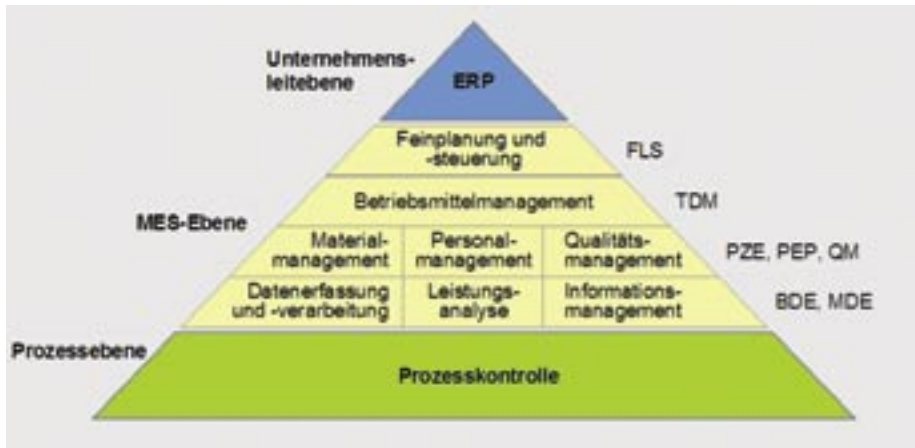 Unternehmens-
leitebene
ERP
Feinplanung und
-steuerung
FLS
Betriebsmittelmanagement
TDM
MES-Ebene
Material-
management
Personal-
management
Qualitäts-
management
PZE, PEP, QM
Datenerfassung
und -verarbeitung
Leistungs-
analyse
Informations-
management
BDE, MDE
Prozessebene
Prozesskontrolle